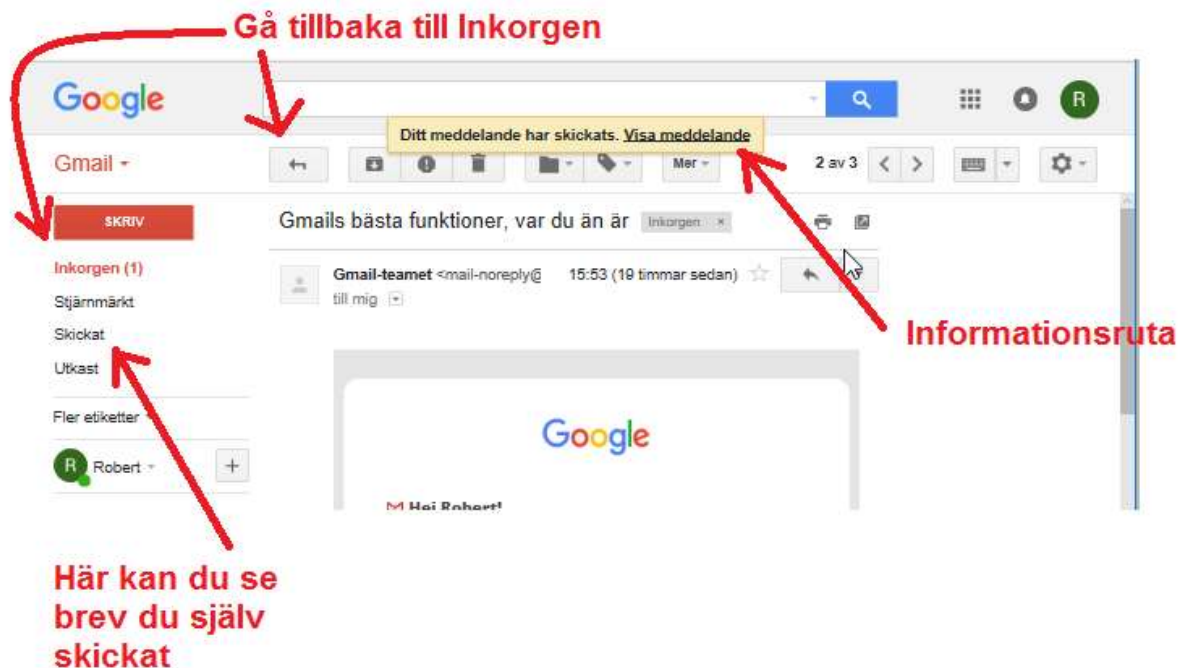 Gå tillbaka till Inkorgen
Google
R
Ditt meddelande har skickats. Visa meddelande
Gmail
Mer
2 av 3
SKRIV
Gmails bästa funktioner, var du än är
Inkorgen ×
Inkorgen (1)
Gmail-teamet <mail-noreply@
15:53 (19 timmar sedan)
Stjärnmärkt
till mig
Skickat
Informationsruta
Utkast
Fler etiketter
Google
R
Robert
+
Hej Robert!
Här kan du se
brev du själv
skickat